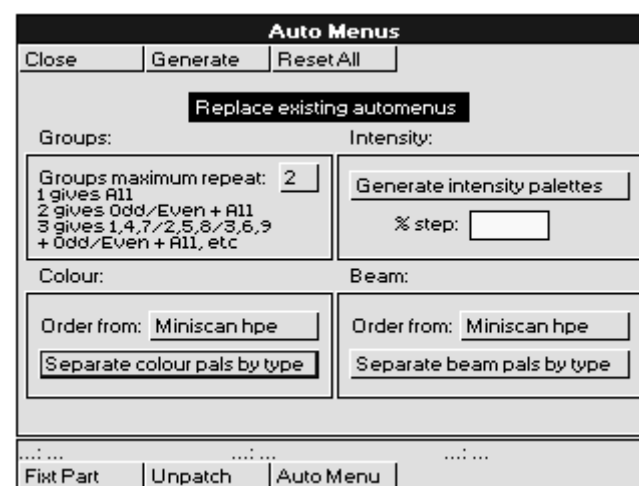 Auto Menus
Close Generate Reset All
Replace existing automenus
Groups: Intensity:
Groups maximum repeat: 2
1 gives All
2 gives Odd/Even + All
3 gives 1,4,7/2,5,8/3,6,9
+ Odd/Even + All, etc
Generate intensity palettes
% step:
Colour: Beam:
Order from: Miniscan hpe Order from: Miniscan hpe
Separate colour pals by type Separate beam pals by type
...: ... ...: ... ...: ...
Fixt Part Unpatch Auto Menu